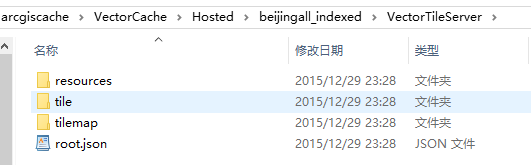 arcgiscache > VectorCache > Hosted > beijingall_indexed > VectorTileServer >
名称 修改日期 类型
resources 2015/12/29 23:28 文件夹
tile 2015/12/29 23:28 文件夹
tilemap 2015/12/29 23:28 文件夹
root.json 2015/12/29 23:28 JSON 文件